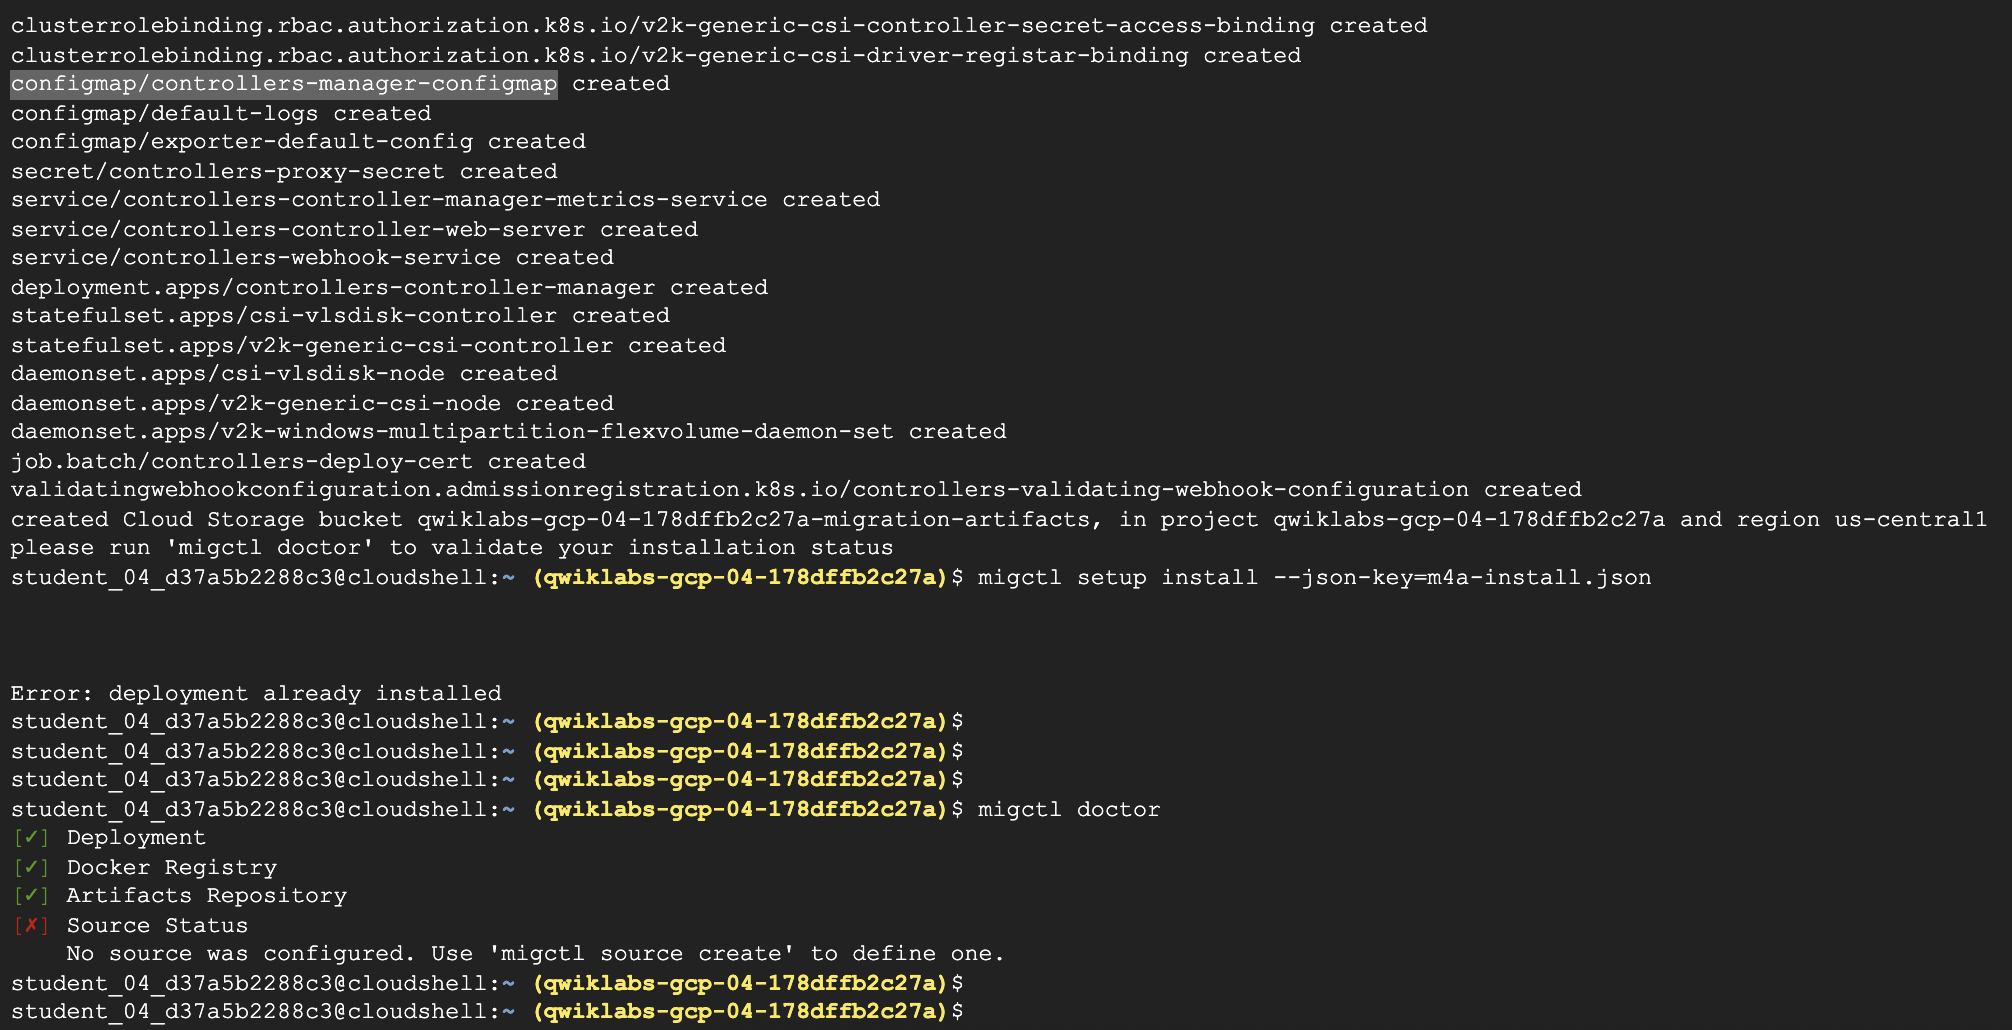 clusterrolebinding.rbac.authorization.k8s.io/v2k-generic-csi-controller-secret-access-binding created
clusterrolebinding.rbac.authorization.k8s.io/v2k-generic-csi-driver-registar-binding created
configmap/controllers-manager-configmap created
configmap/default-logs created
configmap/exporter-default-config created
secret/controllers-proxy-secret created
service/controllers-controller-manager-metrics-service created
service/controllers-controller-web-server created
service/controllers-webhook-service created
deployment.apps/controllers-controller-manager created
statefulset.apps/csi-vlsdisk-controller created
statefulset.apps/v2k-generic-csi-controller created
daemonset.apps/csi-vlsdisk-node created
daemonset.apps/v2k-generic-csi-node created
daemonset.apps/v2k-windows-multipartition-flexvolume-daemon-set created
job.batch/controllers-deploy-cert created
validatingwebhookconfiguration.admissionregistration.k8s.io/controllers-validating-webhook-configuration created
created Cloud Storage bucket qwiklabs-gcp-04-178dffb2c27a-migration-artifacts, in project qwiklabs-gcp-04-178dffb2c27a and region us-central1
please run 'migctl doctor' to validate your installation status
student_04_d37a5b2288c3@cloudshell:~ (qwiklabs-gcp-04-178dffb2c27a)$ migctl setup install --json-key=m4a-install.json
Error: deployment already installed
student_04_d37a5b2288c3@cloudshell:~ (qwiklabs-gcp-04-178dffb2c27a)$
student_04_d37a5b2288c3@cloudshell:~ (qwiklabs-gcp-04-178dffb2c27a)$
student_04_d37a5b2288c3@cloudshell:~ (qwiklabs-gcp-04-178dffb2c27a)$
student_04_d37a5b2288c3@cloudshell:~ (qwiklabs-gcp-04-178dffb2c27a)$ migctl doctor
[✓] Deployment
[✓] Docker Registry
[✓] Artifacts Repository
[✗] Source Status
No source was configured. Use 'migctl source create' to define one.
student_04_d37a5b2288c3@cloudshell:~ (qwiklabs-gcp-04-178dffb2c27a)$
student_04_d37a5b2288c3@cloudshell:~ (qwiklabs-gcp-04-178dffb2c27a)$